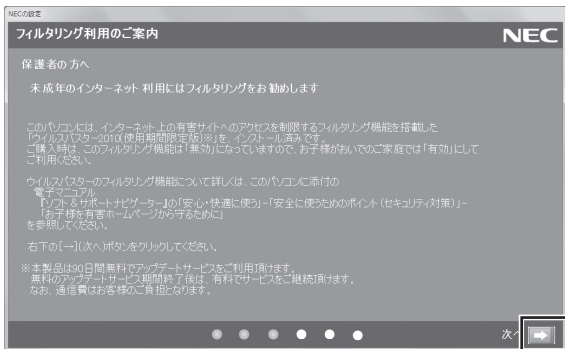 NECの設定
フィルタリング利用のご案内
NEC
保護者の方へ
未成年のインターネット利用にはフィルタリングをお勧めします
このパソコンには、インターネット上の有害サイトへのアクセスを制限するフィルタリング機能を搭載した
「ウイルスバスター2010(使用期限限定版)※」を、インストール済みです。
ご購入時は、このフィルタリング機能は「無効」になっていますので、お子様がおいでのご家庭では「有効」にして
ご利用ください。
ウイルスバスターのフィルタリング機能について詳しくは、このパソコンに添付の
電子マニュアル
『ソフト&サポートナビゲーター』の「安心・快適に使う」-「安全に使うためのポイント(セキュリティ対策)」-
「お子様を有害ホームページから守るために」
を参照してください。
右下の[→](次へ)ボタンをクリックしてください。
※本製品は90日間無料でアップデートサービスをご利用頂けます。
無料のアップデートサービス期間終了後は、有料でサービスをご継続頂けます。
なお、通信費はお客様のご負担となります。
次へ